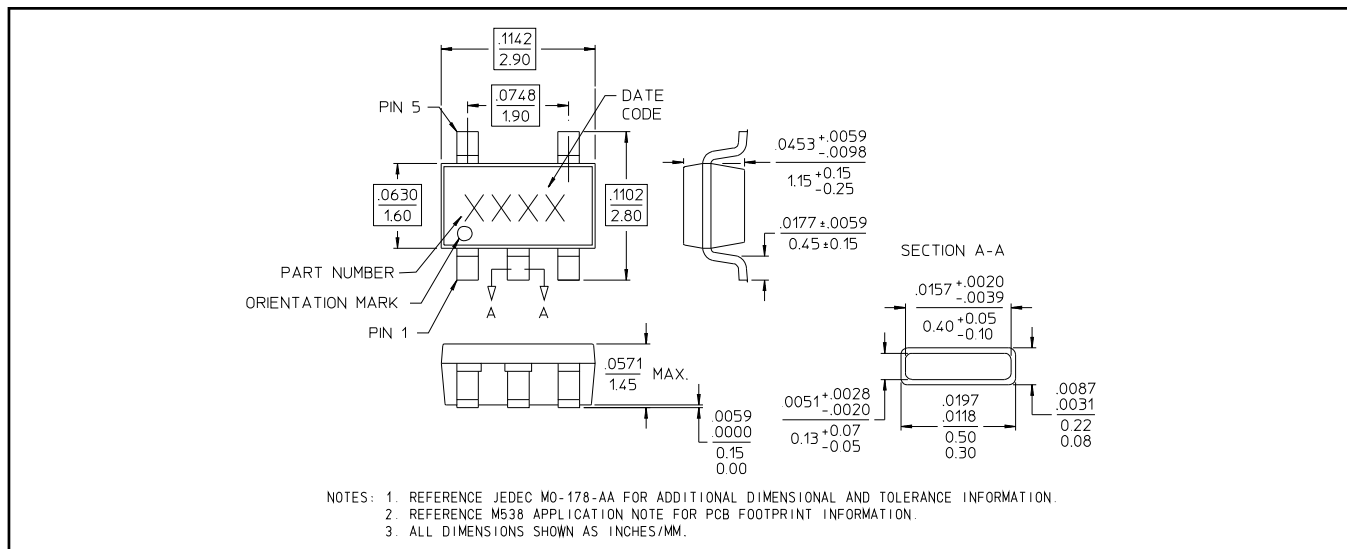 .1142
2.90
PIN 5
.0748
1.90
DATE
CODE
.0630
1.60
XXXX
.1102
2.80
PART NUMBER
ORIENTATION MARK
PIN 1
A
A
.0453 +.0059
-.0098
1.15 +0.15
-0.25
.0177 ±.0059
0.45 ±0.15
SECTION A-A
.0157 +.0020
-.0039
0.40 +0.05
-0.10
.0571
1.45
MAX.
.0059
.0000
0.15
0.00
.0051 +.0028
-.0020
0.13 +0.07
-0.05
.0197
.0118
0.50
0.30
.0087
.0031
0.22
0.08
NOTES: 1. REFERENCE JEDEC MO-178-AA FOR ADDITIONAL DIMENSIONAL AND TOLERANCE INFORMATION.
2. REFERENCE M538 APPLICATION NOTE FOR PCB FOOTPRINT INFORMATION.
3. ALL DIMENSIONS SHOWN AS INCHES/MM.